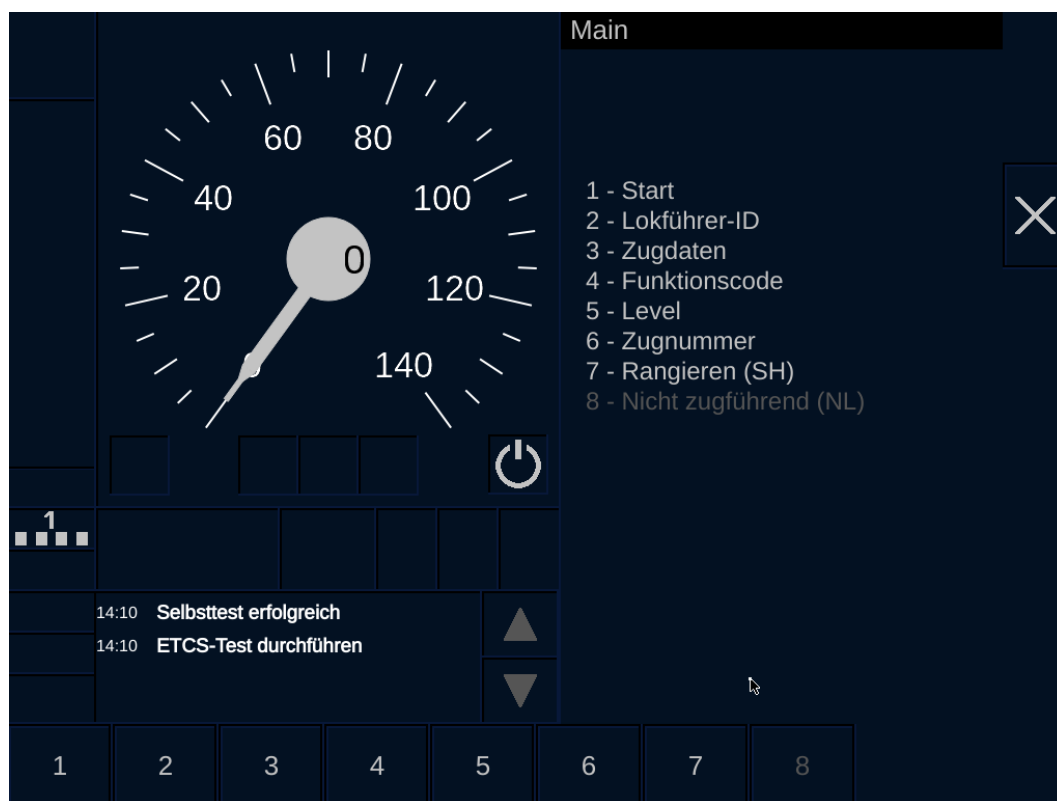 Main
60 80
40 100
20 120
0
0 140
1 - Start
2 - Lokführer-ID
3 - Zugdaten
4 - Funktionscode
5 - Level
6 - Zugnummer
7 - Rangieren (SH)
8 - Nicht zugführend (NL)
1
14:10 Selbsttest erfolgreich
14:10 ETCS-Test durchführen
1 2 3 4 5 6 7 8